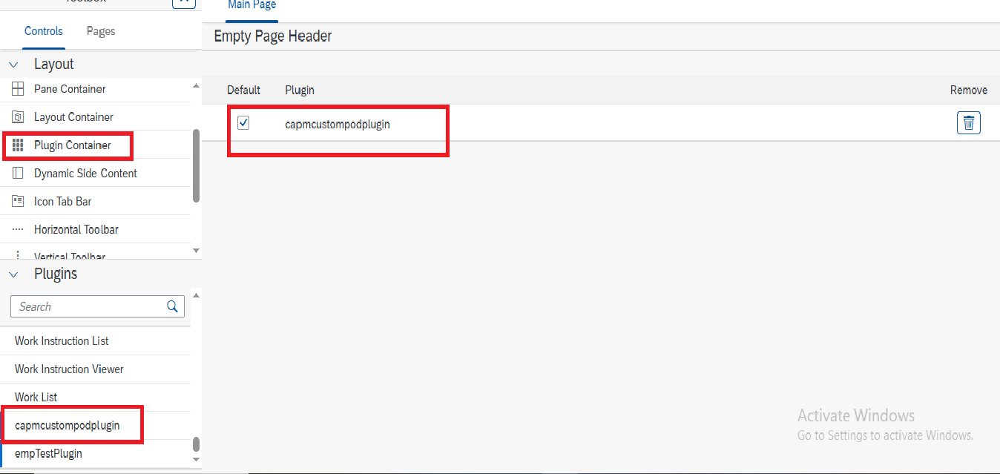 Toolbox
Main Page
Controls
Pages
Empty Page Header
Layout
Pane Container
Default
Plugin
Remove
Layout Container
capmcustompodplugin
Plugin Container
Dynamic Side Content
Icon Tab Bar
Horizontal Toolbar
Vertical Toolbar
Plugins
Search
Work Instruction List
Work Instruction Viewer
Work List
capmcustompodplugin
empTestPlugin
Activate Windows
Go to Settings to activate Windows.